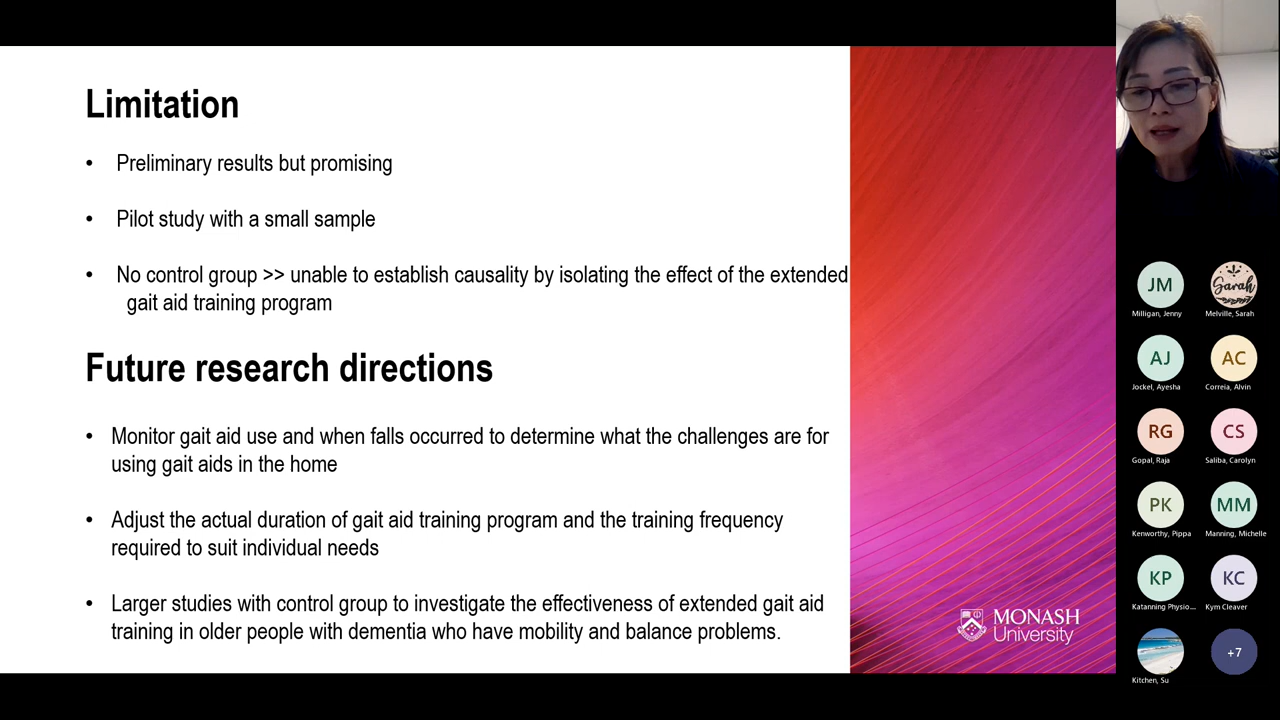 Limitation
• Preliminary results but promising
• Pilot study with a small sample
• No control group >> unable to establish causality by isolating the effect of the extended
gait aid training program
Future research directions
• Monitor gait aid use and when falls occurred to determine what the challenges are for
using gait aids in the home
• Adjust the actual duration of gait aid training program and the training frequency
required to suit individual needs
• Larger studies with control group to investigate the effectiveness of extended gait aid
training in older people with dementia who have mobility and balance problems.
MONASH
University
JM
Milligan, Jenny
Sarah
Melville, Sarah
AJ
Jockel, Ayesha
AC
Correia, Alvin
RG
Gopal, Raja
CS
Saliba, Carolyn
PK
Kenworthy, Pippa
MM
Manning, Michelle
KP
Katanning Physio...
KC
Kym Cleaver
Kitchen, Su
+7